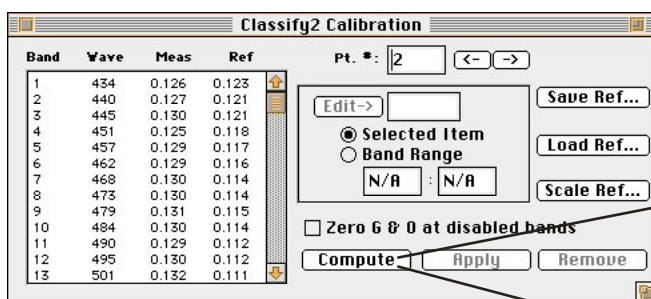 Classify2 Calibration
Band Wave Meas Ref
1 434 0.126 0.123
2 440 0.127 0.121
3 445 0.130 0.121
4 451 0.125 0.118
5 457 0.129 0.117
6 462 0.129 0.116
7 468 0.130 0.114
8 473 0.130 0.114
9 479 0.131 0.115
10 484 0.130 0.114
11 490 0.129 0.112
12 495 0.130 0.112
13 501 0.132 0.111
Pt. #: 2 <- ->
Edit->
Selected Item
Band Range
N/A : N/A
Save Ref...
Load Ref...
Scale Ref...
Zero G & O at disabled bands
Compute Apply Remove